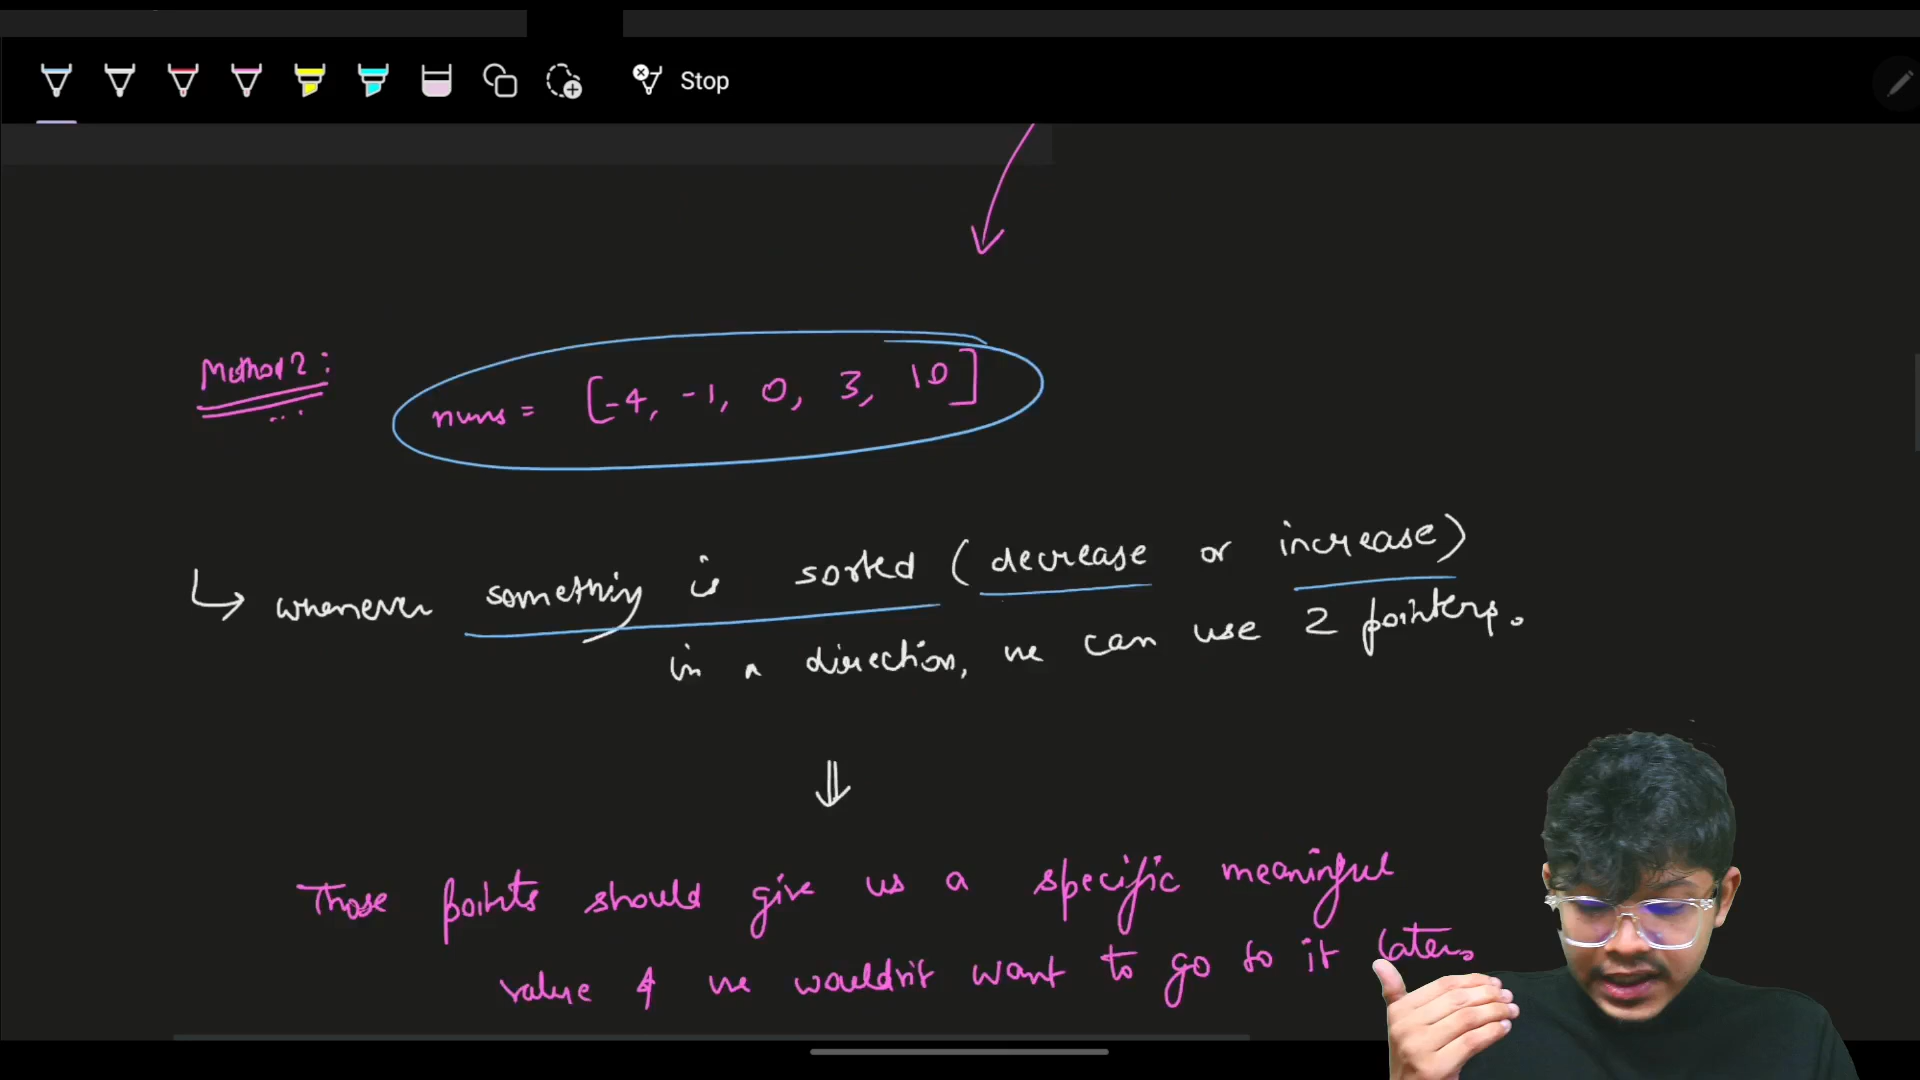 Stop
Method 2:
nums = [-4, -1, 0, 3, 10]
↳ whenever something is sorted (decrease or increase)
in a direction, we can use 2 pointers.
⇓
Those points should give us a specific meaningful
value & we wouldn't want to go to it later.